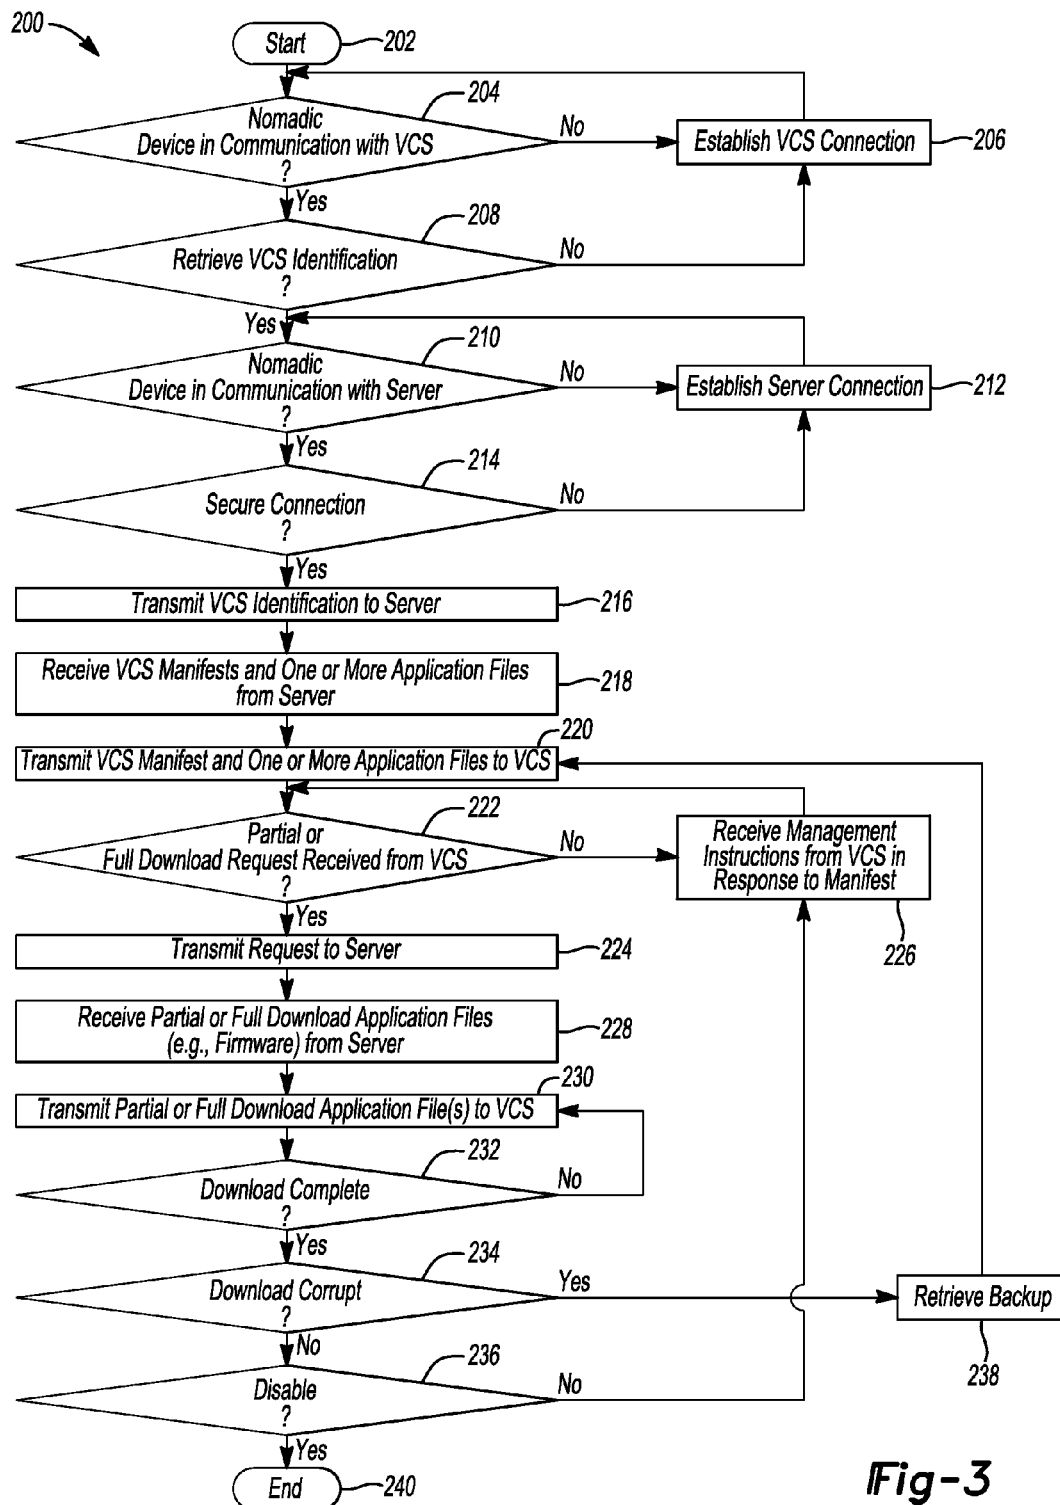 200
Start
202
Nomadic
Device in Communication with VCS
?
204
No
Establish VCS Connection
206
Yes
208
Retrieve VCS Identification
?
No
Yes
210
Nomadic
Device in Communication with Server
?
No
Establish Server Connection
212
Yes
214
Secure Connection
?
No
Yes
Transmit VCS Identification to Server
216
Receive VCS Manifests and One or More Application Files
from Server
218
220
Transmit VCS Manifest and One or More Application Files to VCS
222
Partial or
Full Download Request Received from VCS
?
No
Receive Management
Instructions from VCS in
Response to Manifest
226
Yes
Transmit Request to Server
224
Receive Partial or Full Download Application Files
(e.g., Firmware) from Server
228
230
Transmit Partial or Full Download Application File(s) to VCS
232
Download Complete
?
No
Yes
234
Download Corrupt
?
Yes
Retrieve Backup
238
No
236
Disable
?
No
Yes
End
240
Fig-3